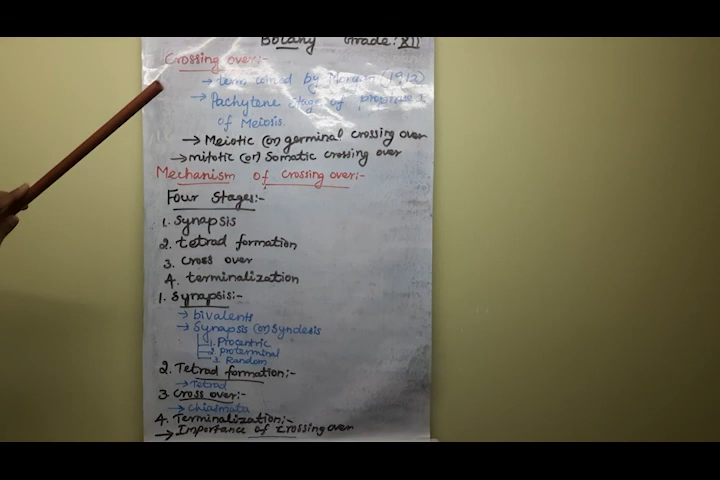 Botany Grade: XII
Crossing over:-
→ term coined by Morgan (1912)
→ Pachytene stage of prophase I
of Meiosis.
→ Meiotic (or) germinal crossing over
→ mitotic (or) Somatic crossing over
Mechanism of crossing over:-
Four Stages:-
1. Synapsis
2. tetrad formation
3. cross over
4. terminalization
1. Synapsis:-
→ bivalents
→ Synapsis (or) Syndesis
1. Procentric
2. proterminal
3. Random
2. Tetrad formation:-
→ Tetrad
3. Cross over:-
→ chiasmata
4. Terminalization:-
→ Importance of crossing over